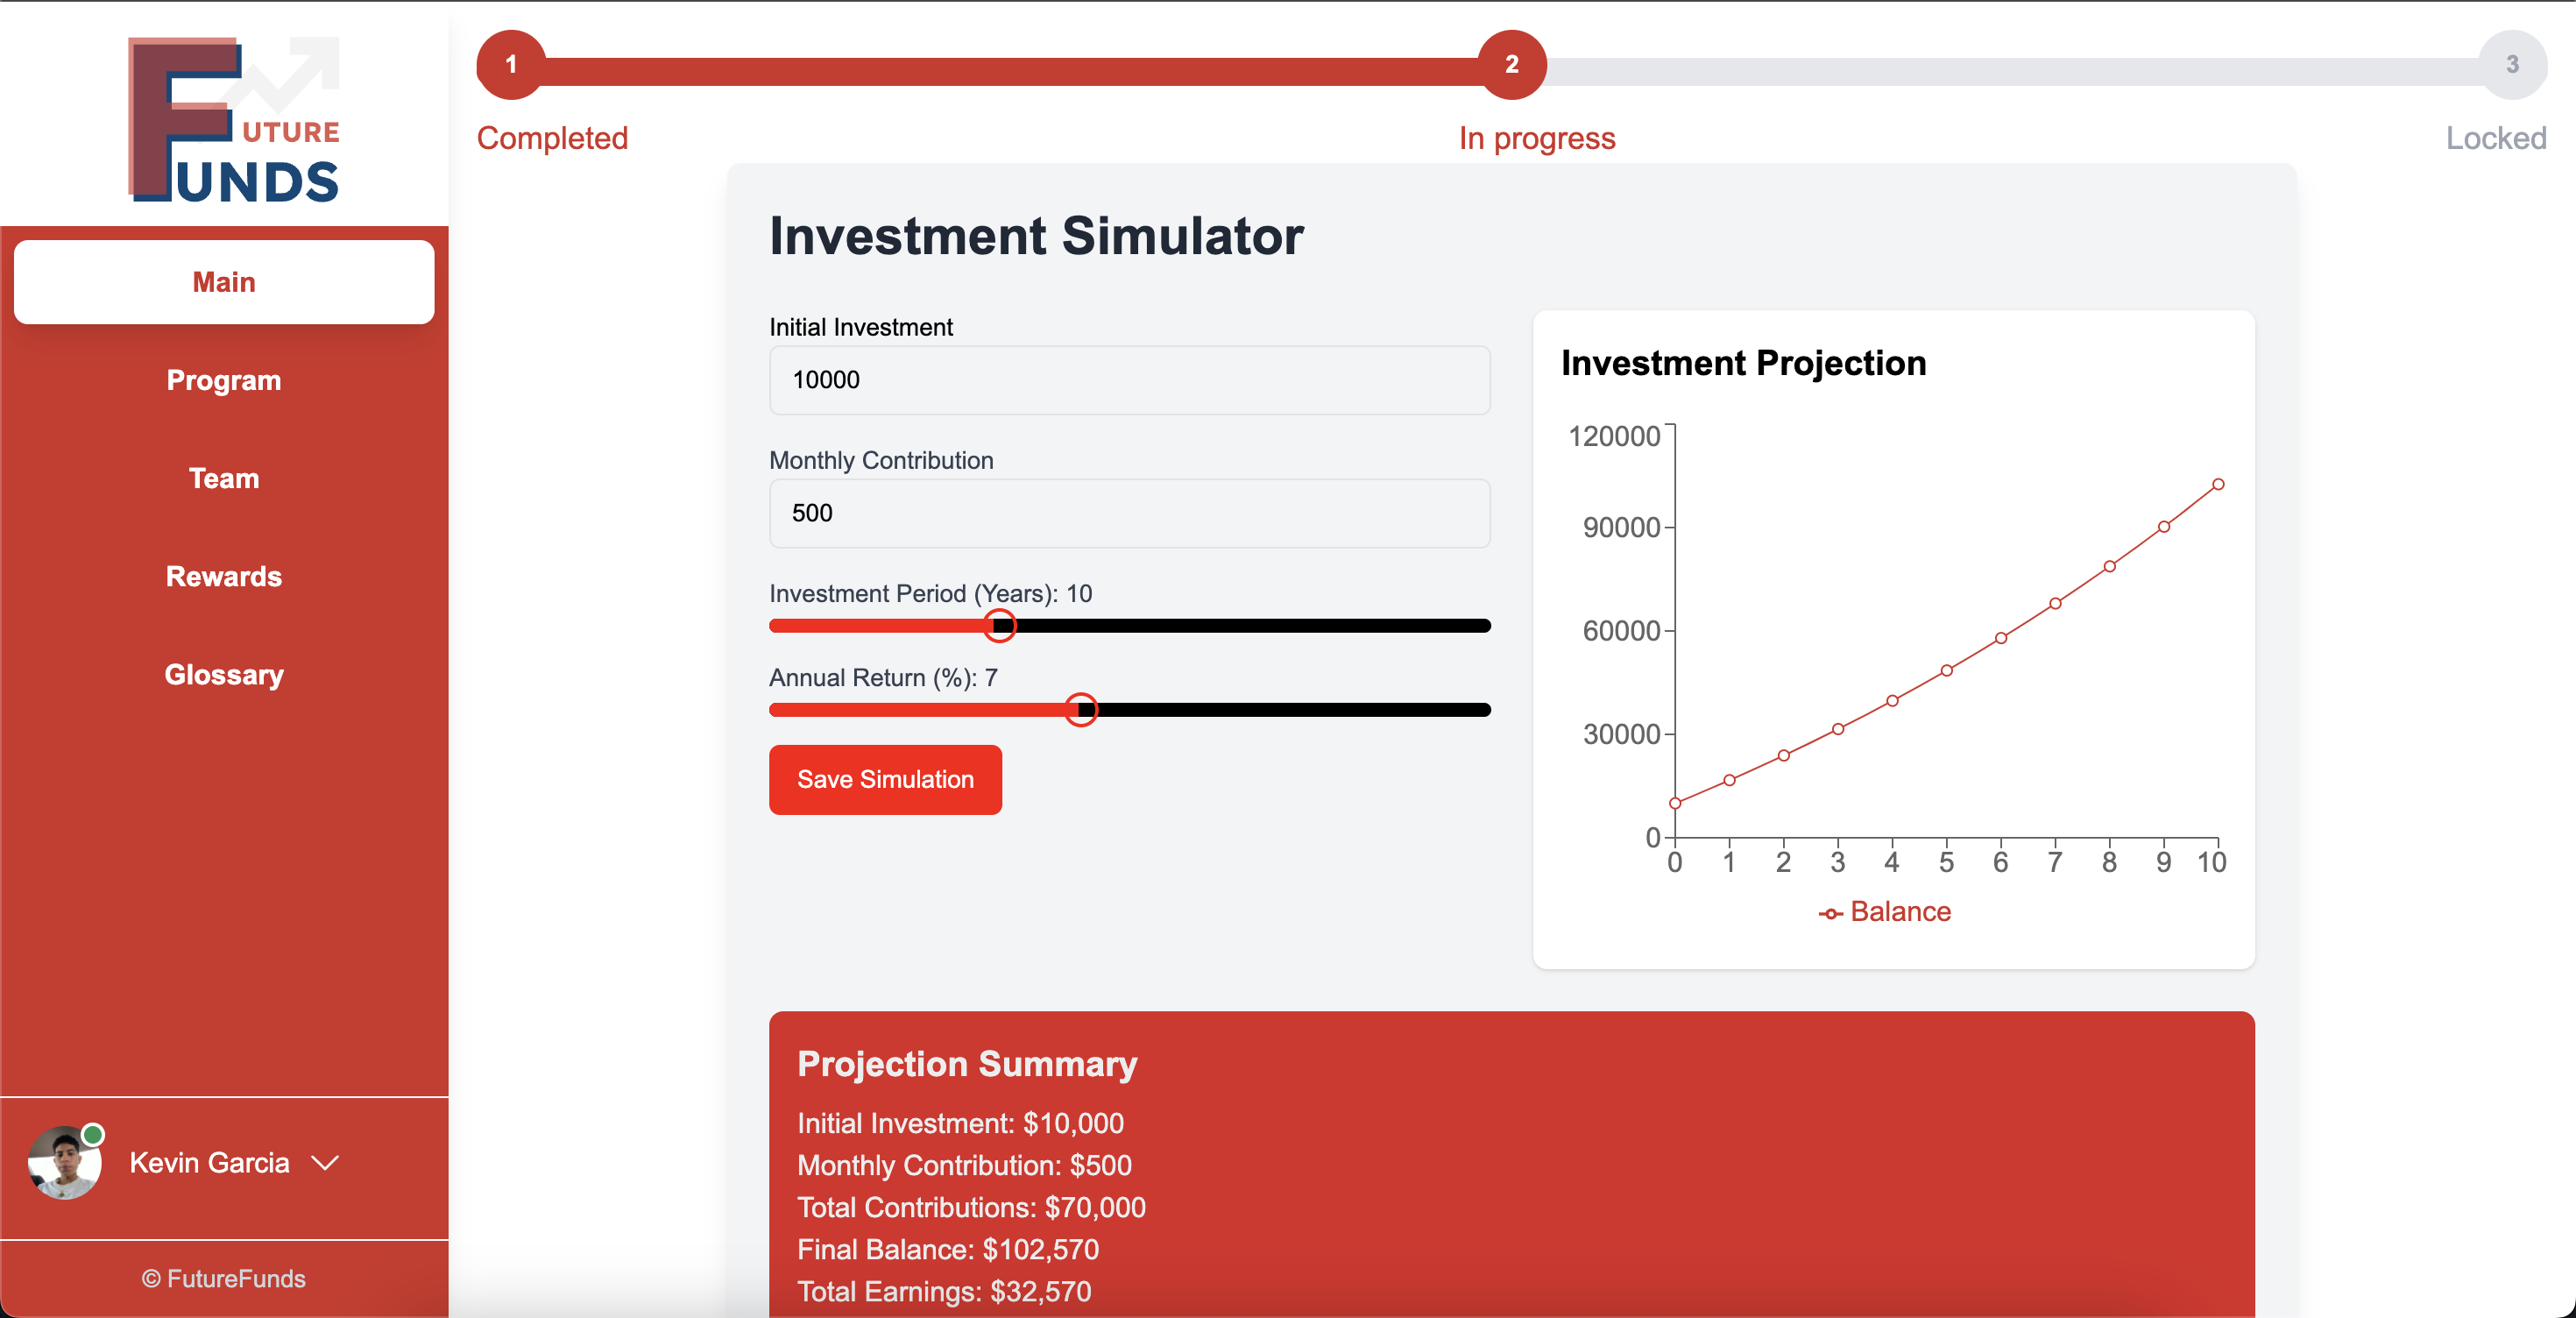 FUTURE
FUNDS
Main
Program
Team
Rewards
Glossary
Kevin Garcia
© FutureFunds
1
2
3
Completed
In progress
Locked
Investment Simulator
Initial Investment
10000
Monthly Contribution
500
Investment Period (Years): 10
Annual Return (%): 7
Save Simulation
Investment Projection
120000
90000
60000
30000
0
0 1 2 3 4 5 6 7 8 9 10
Balance
Projection Summary
Initial Investment: $10,000
Monthly Contribution: $500
Total Contributions: $70,000
Final Balance: $102,570
Total Earnings: $32,570